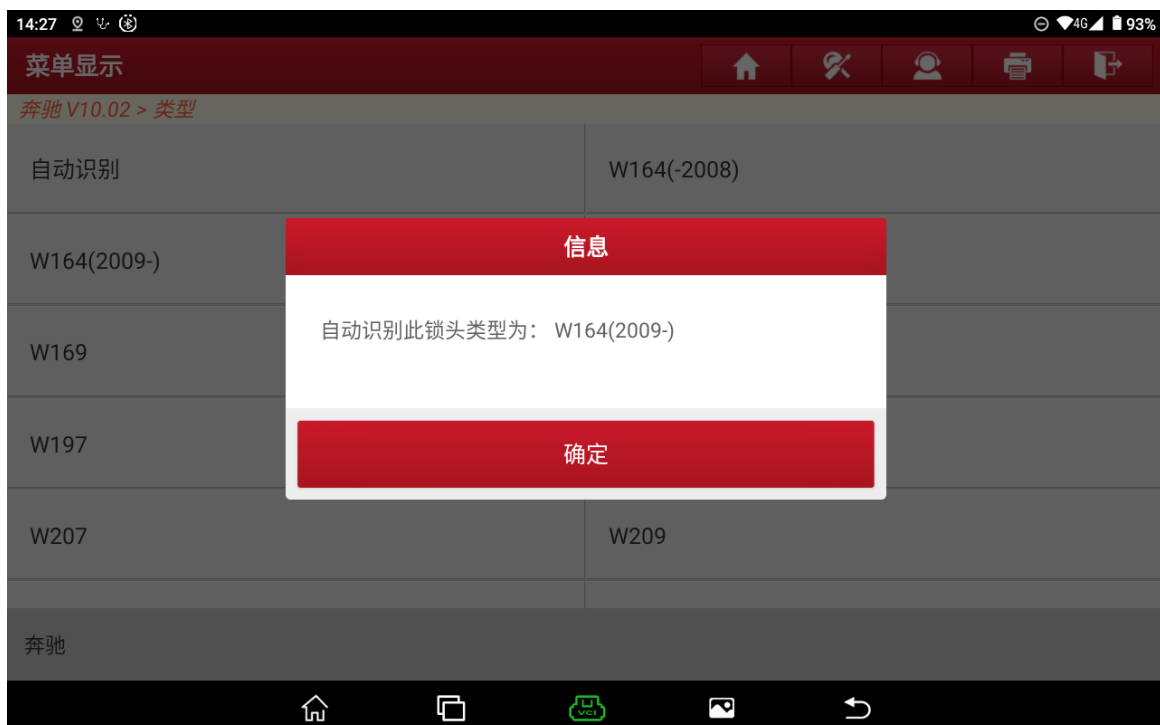 14:27
4G 93%
菜单显示
奔驰 V10.02 > 类型
自动识别
W164(-2008)
W164(2009-)
信息
自动识别此锁头类型为: W164(2009-)
W169
W197
确定
W207
W209
奔驰
VCI